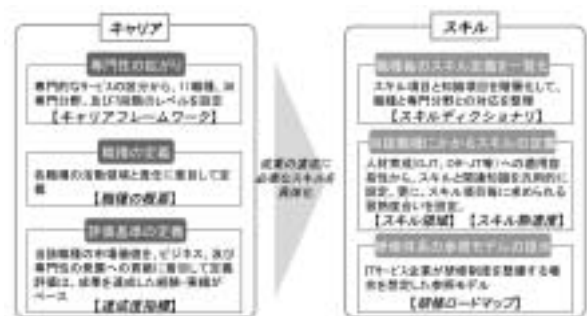 キャリア
専門性の拡がり
専門的なサービスの区分から、11職種、38
専門分野、及び7段階のレベルを設定
【キャリアフレームワーク】
職種の定義
各職種の活動領域と責任に着目して定
義
【職種の概要】
評価基準の定義
当該職種の市場価値を、ビジネス、及び
専門性の発展への貢献に着目して定義
評価は、成果を達成した経験・実績が
ベース
【達成度指標】
成果の達成に
必要なスキルを
具体化
スキル
職種毎のスキル定義を一覧化
スキル項目と知識項目を階層化して、
職種と専門分野との対応を整理
【スキルディクショナリ】
当該職種にかかるスキルの定義
人材育成(OJT、Off-JT等)への適用容
易性から、スキルと関連知識を汎用的に
設定。更に、スキル項目毎に求められる
習熟度合いを設定。
【スキル領域】 【スキル熟達度】
研修体系の参照モデルの提示
ITサービス企業が研修制度を整備する場
合を想定した参照モデル
【研修ロードマップ】